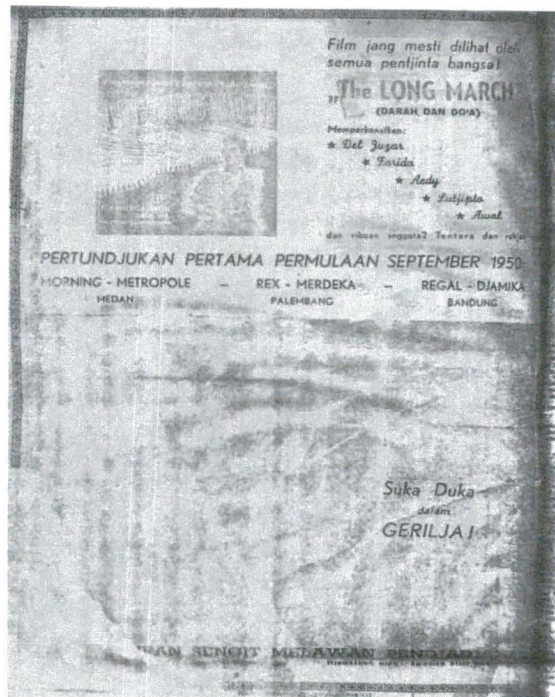 Film jang mesti dilihat oleh
semua pentjinta bangsa!
„The LONG MARCH"
(DARAH DAN DO'A)
Memperkenalkan:
★ Del Juzar
★ Farida
★ Aedy
★ Sutjipto
★ Awal
dan ribuan anggota2 Tentara dan
PERTUNDJUKAN PERTAMA PERMULAAN SEPTEMBER 1950
MORNING - METROPOLE – REX - MERDEKA – REGAL - DJAMIKA
MEDAN PALEMBANG BANDUNG
Suka Duka
dalam
GERILJA!
SENGIT MELAWAN